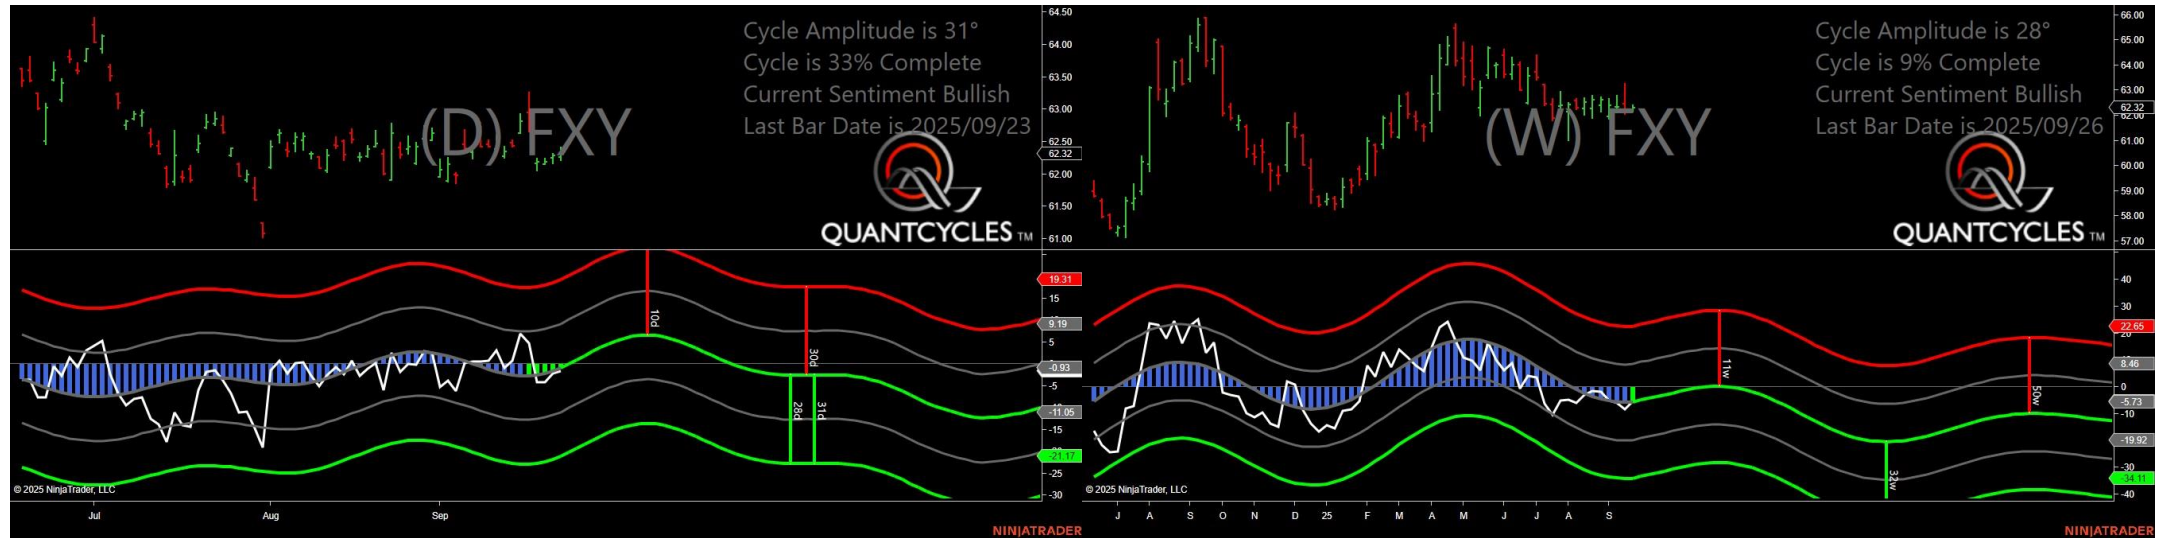 Cycle Amplitude is 31°
Cycle is 33% Complete
Current Sentiment Bullish
Last Bar Date is 2025/09/23
(D) FXY
QUANTCYCLES TM
64.50
64.00
63.50
63.00
62.50
62.32
62.00
61.50
61.00
19.31
15
9.19
5
-0.93
-5
-11.05
-15
-21.17
-25
-30
10d
30d
28d
31d
© 2025 NinjaTrader, LLC
Jul
Aug
Sep
NINJATRADER
Cycle Amplitude is 28°
Cycle is 9% Complete
Current Sentiment Bullish
Last Bar Date is 2025/09/26
(W) FXY
QUANTCYCLES TM
66.00
65.00
64.00
63.00
62.32
62.00
61.00
60.00
59.00
58.00
57.00
40
30
22.65
20
8.46
0
-5.73
-10
-19.92
-30
-34.11
-40
11w
50w
32w
© 2025 NinjaTrader, LLC
J A S O N D 25 F M A M J J A S
NINJATRADER